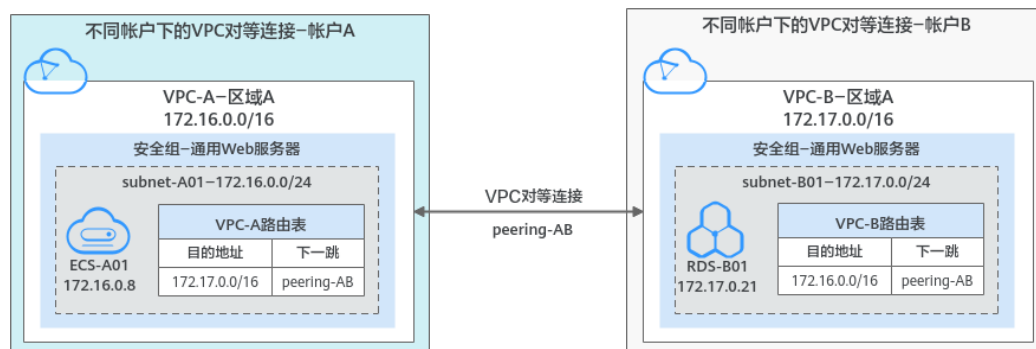 不同帐户下的VPC对等连接–帐户A
VPC-A–区域A
172.16.0.0/16
安全组–通用Web服务器
subnet-A01–172.16.0.0/24
ECS-A01
172.16.0.8
VPC-A路由表
目的地址 下一跳
172.17.0.0/16 peering-AB
VPC对等连接
peering-AB
不同帐户下的VPC对等连接–帐户B
VPC-B–区域A
172.17.0.0/16
安全组–通用Web服务器
subnet-B01–172.17.0.0/24
RDS-B01
172.17.0.21
VPC-B路由表
目的地址 下一跳
172.16.0.0/16 peering-AB